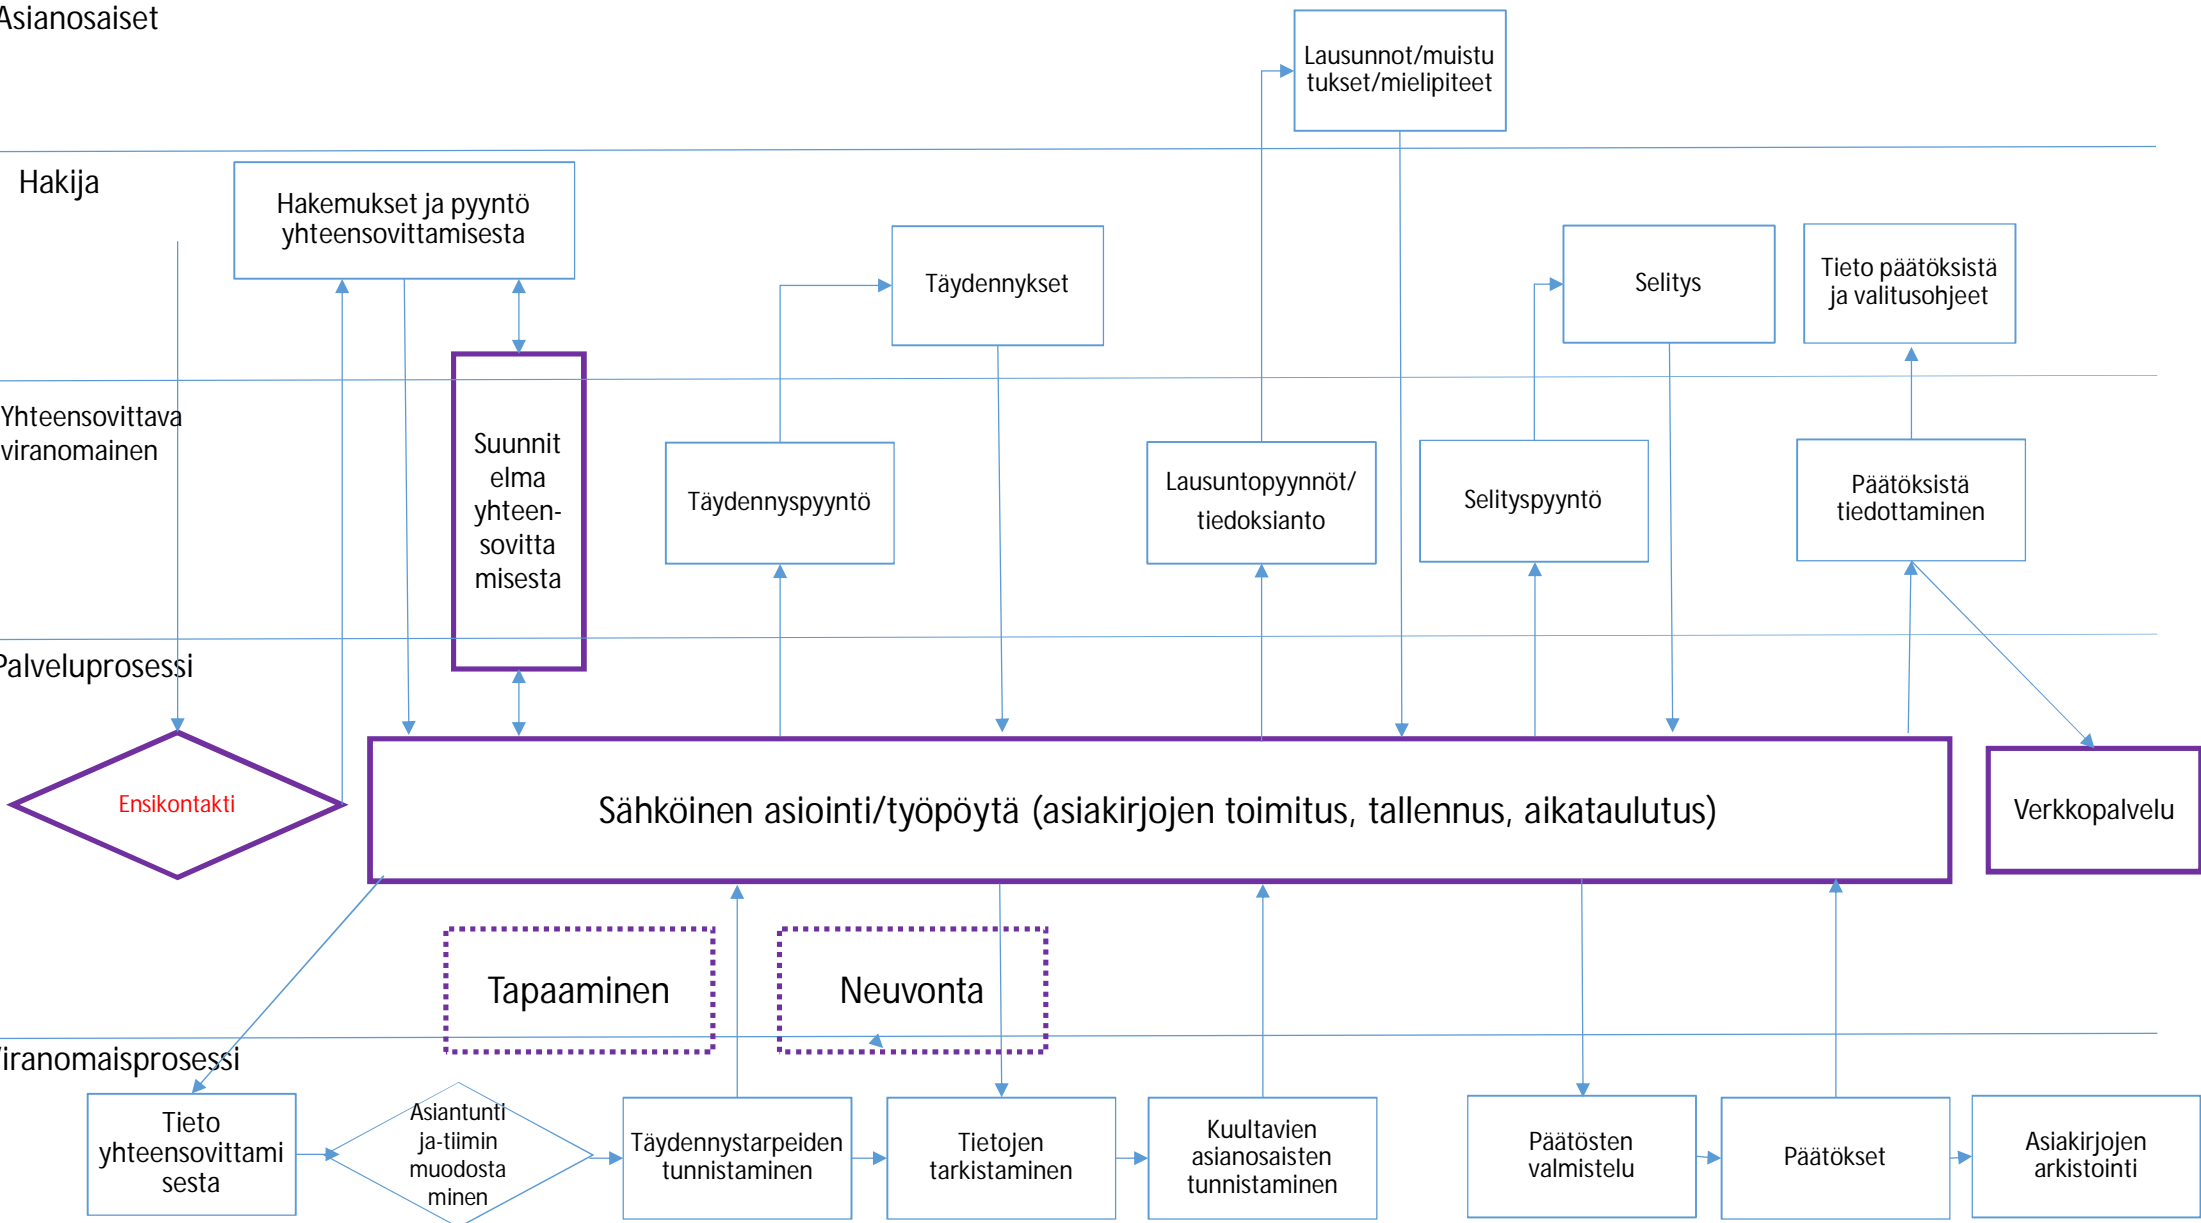 Asianosaiset
Lausunnot/muistu
tukset/mielipiteet
Hakija
Hakemukset ja pyyntö
yhteensovittamisesta
Täydennykset
Selitys
Tieto päätöksistä
ja valitusohjeet
Yhteensovittava
viranomainen
Suunnit
elma
yhteen-
sovitta
misesta
Täydennyspyyntö
Lausuntopyynnöt/
tiedoksianto
Selityspyyntö
Päätöksistä
tiedottaminen
Palveluprosessi
Ensikontakti
Sähköinen asiointi/työpöytä (asiakirjojen toimitus, tallennus, aikataulutus)
Verkkopalvelu
Tapaaminen
Neuvonta
Viranomaisprosessi
Tieto
yhteensovittami
sesta
Asiantunti
ja-tiimin
muodosta
minen
Täydennystarpeiden
tunnistaminen
Tietojen
tarkistaminen
Kuultavien
asianosaisten
tunnistaminen
Päätösten
valmistelu
Päätökset
Asiakirjojen
arkistointi